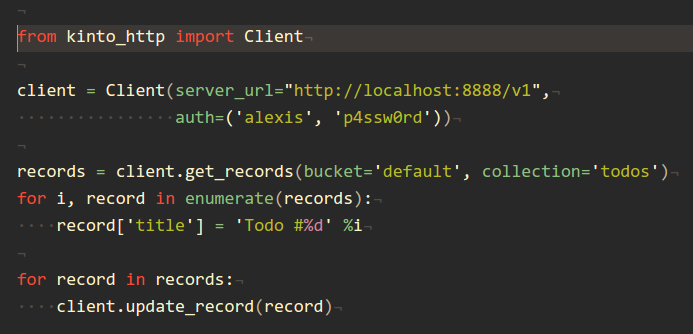 from kinto_http import Client
client = Client(server_url="http://localhost:8888/v1",
                auth=('alexis', 'p4ssw0rd'))
records = client.get_records(bucket='default', collection='todos')
for i, record in enumerate(records):
    record['title'] = 'Todo #%d' %i
for record in records:
    client.update_record(record)